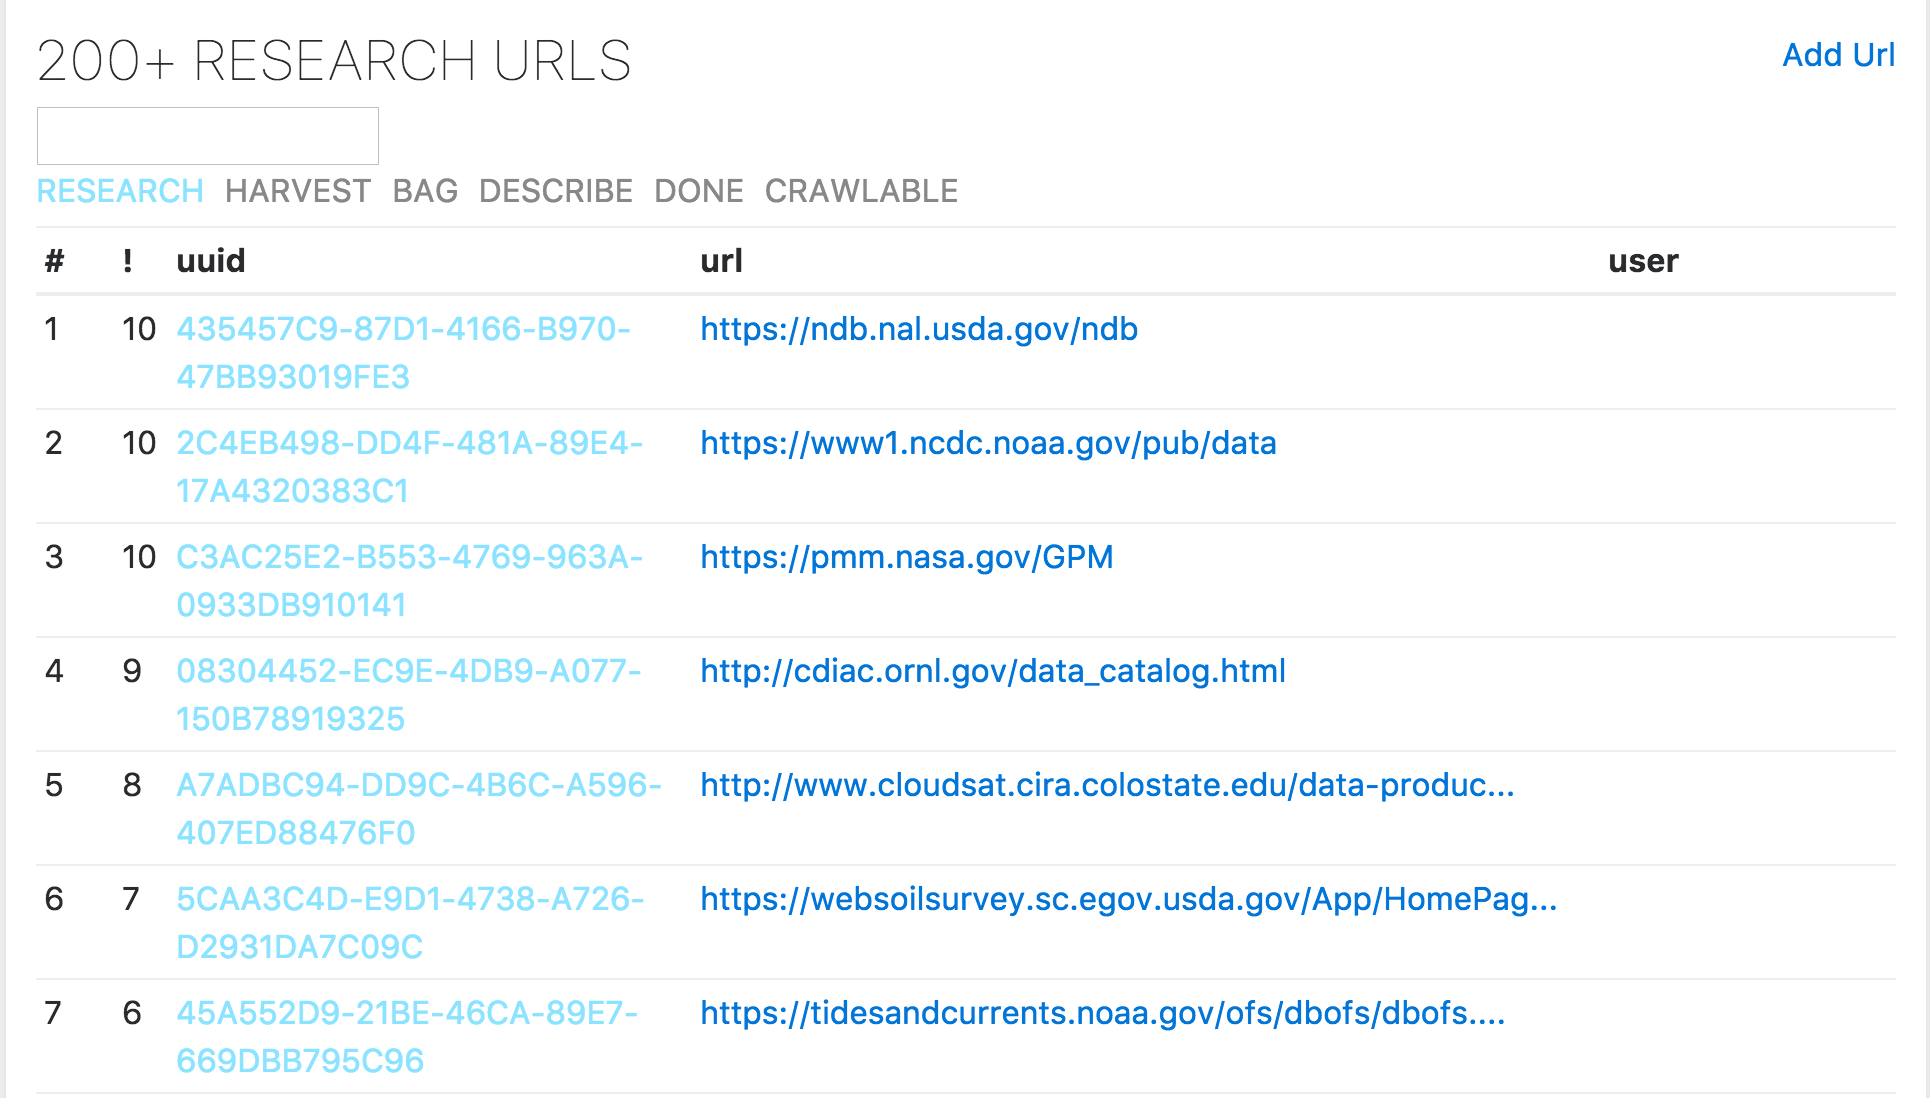 200+ RESEARCH URLS
Add Url
RESEARCH HARVEST BAG DESCRIBE DONE CRAWLABLE
# ! uuid url user
1 10 435457C9-87D1-4166-B970- https://ndb.nal.usda.gov/ndb
47BB93019FE3
2 10 2C4EB498-DD4F-481A-89E4- https://www1.ncdc.noaa.gov/pub/data
17A4320383C1
3 10 C3AC25E2-B553-4769-963A- https://pmm.nasa.gov/GPM
0933DB910141
4 9 08304452-EC9E-4DB9-A077- http://cdiac.ornl.gov/data_catalog.html
150B78919325
5 8 A7ADBC94-DD9C-4B6C-A596- http://www.cloudsat.cira.colostate.edu/data-produc...
407ED88476F0
6 7 5CAA3C4D-E9D1-4738-A726- https://websoilsurvey.sc.egov.usda.gov/App/HomePag...
D2931DA7C09C
7 6 45A552D9-21BE-46CA-89E7- https://tidesandcurrents.noaa.gov/ofs/dbofs/dbofs....
669DBB795C96